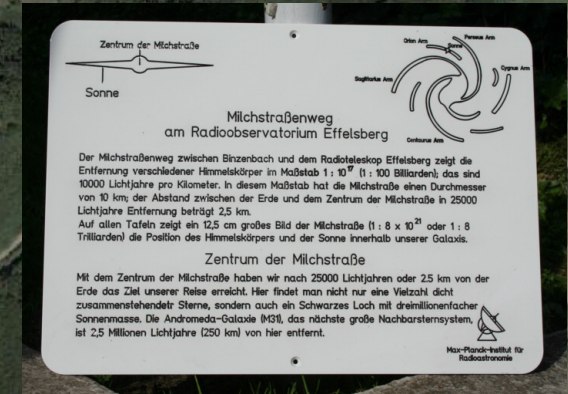 Zentrum der Milchstraße
Sonne
Orion Arm
Perseus Arm
Sonne
Cygnus Arm
Sagittarius Arm
Centaurus Arm
Milchstraßenweg
am Radioobservatorium Effelsberg
Der Milchstraßenweg zwischen Binzenbach und dem Radioteleskop Effelsberg zeigt die
Entfernung verschiedener Himmelskörper im Maßstab 1 : 10¹⁷ (1 : 100 Billiarden); das sind
10000 Lichtjahre pro Kilometer. In diesem Maßstab hat die Milchstraße einen Durchmesser
von 10 km; der Abstand zwischen der Erde und dem Zentrum der Milchstraße in 25000
Lichtjahre Entfernung beträgt 2,5 km.
Auf allen Tafeln zeigt ein 12,5 cm großes Bild der Milchstraße (1 : 8 x 10²¹ oder 1 : 8
Trilliarden) die Position des Himmelskörpers und der Sonne innerhalb unserer Galaxis.
Zentrum der Milchstraße
Mit dem Zentrum der Milchstraße haben wir nach 25000 Lichtjahren oder 2.5 km von der
Erde das Ziel unserer Reise erreicht. Hier findet man nicht nur eine Vielzahl dicht
zusammenstehendetr Sterne, sondern auch ein Schwarzes Loch mit dreimillionenfacher
Sonnenmasse. Die Andromeda-Galaxie (M31), das nächste große Nachbarsternsystem,
ist 2,5 Millionen Lichtjahre (250 km) von hier entfernt.
Max-Planck-Institut für
Radioastronomie